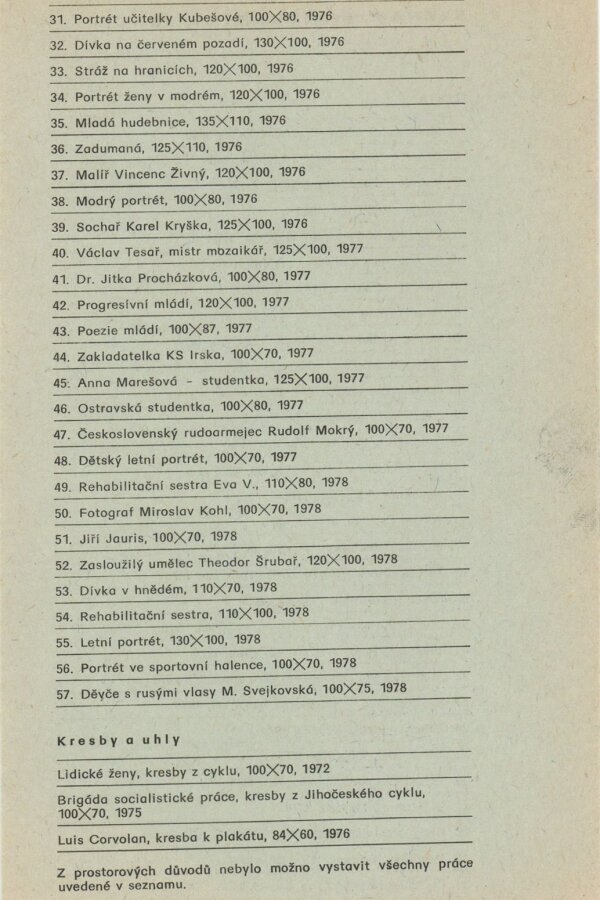 31. Portrét učitelky Kubešové, 100×80, 1976
32. Dívka na červeném pozadí, 130×100, 1976
33. Stráž na hranicích, 120×100, 1976
34. Portrét ženy v modrém, 120×100, 1976
35. Mladá hudebnice, 135×110, 1976
36. Zadumaná, 125×110, 1976
37. Malíř Vincenc Živný, 120×100, 1976
38. Modrý portrét, 100×80, 1976
39. Sochař Karel Kryška, 125×100, 1976
40. Václav Tesař, mistr mozaikář, 125×100, 1977
41. Dr. Jitka Procházková, 100×80, 1977
42. Progresívní mládí, 120×100, 1977
43. Poezie mládí, 100×87, 1977
44. Zakladatelka KS Irska, 100×70, 1977
45. Anna Marešová - studentka, 125×100, 1977
46. Ostravská studentka, 100×80, 1977
47. Československý rudoarmejec Rudolf Mokrý, 100×70, 1977
48. Dětský letní portrét, 100×70, 1977
49. Rehabilitační sestra Eva V., 110×80, 1978
50. Fotograf Miroslav Kohl, 100×70, 1978
51. Jiří Jauris, 100×70, 1978
52. Zasloužilý umělec Theodor Šrubař, 120×100, 1978
53. Dívka v hnědém, 110×70, 1978
54. Rehabilitační sestra, 110×100, 1978
55. Letní portrét, 130×100, 1978
56. Portrét ve sportovní halence, 100×70, 1978
57. Děvče s rusými vlasy M. Svejkovská, 100×75, 1978
Kresby a uhly
Lidické ženy, kresby z cyklu, 100×70, 1972
Brigáda socialistické práce, kresby z Jihočeského cyklu,
100×70, 1975
Luis Corvolan, kresba k plakátu, 84×60, 1976
Z prostorových důvodů nebylo možno vystavit všechny práce
uvedené v seznamu.